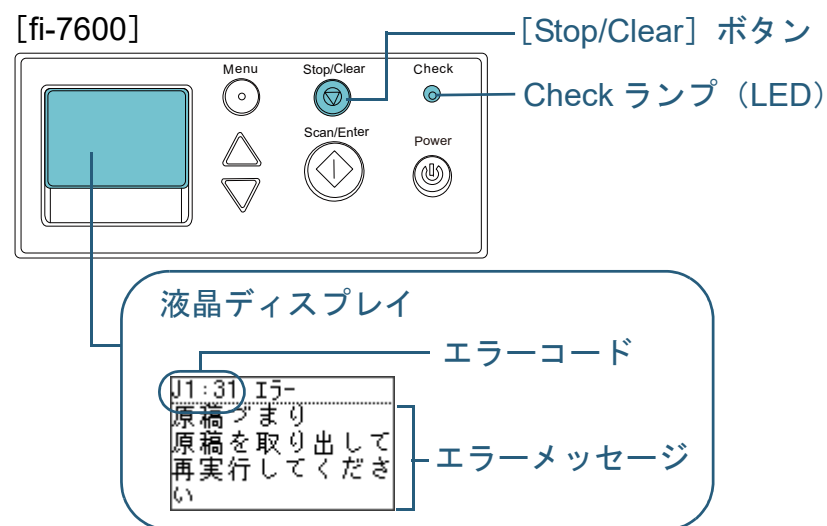 [fi-7600]
[Stop/Clear] ボタン
Menu
Stop/Clear
Check
Check ランプ（LED）
Scan/Enter
Power
液晶ディスプレイ
エラーコード
J1:31 ｴﾗｰ
原稿づまり
原稿を取り出して
再実行してくださ
い
エラーメッセージ